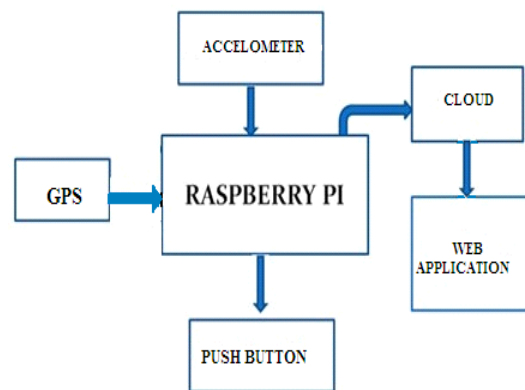 ACCELOMETER
CLOUD
GPS
RASPBERRY PI
WEB
APPLICATION
PUSH BUTTON